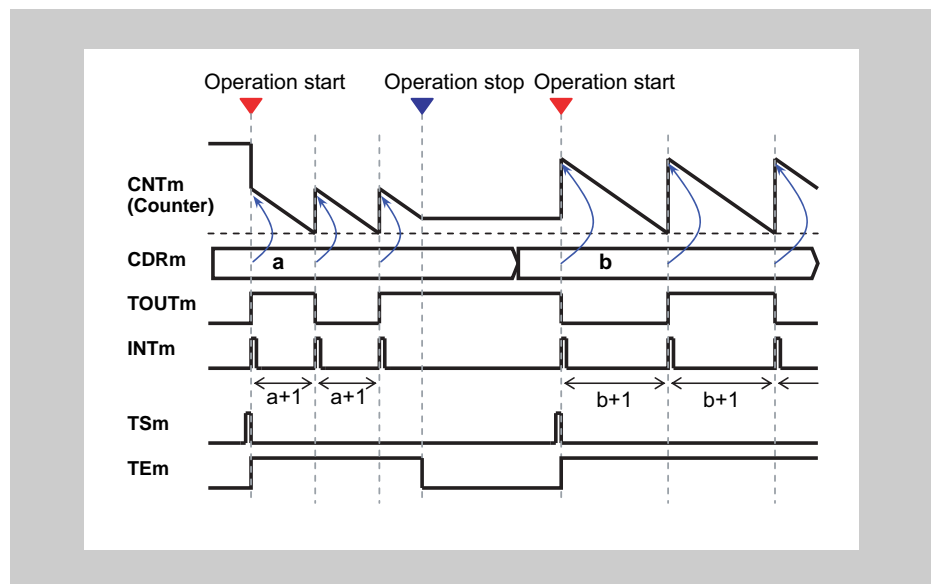 Operation start Operation stop Operation start
CNTm
(Counter)
CDRm a b
TOUTm
INTm
a+1 a+1 b+1 b+1
TSm
TEm